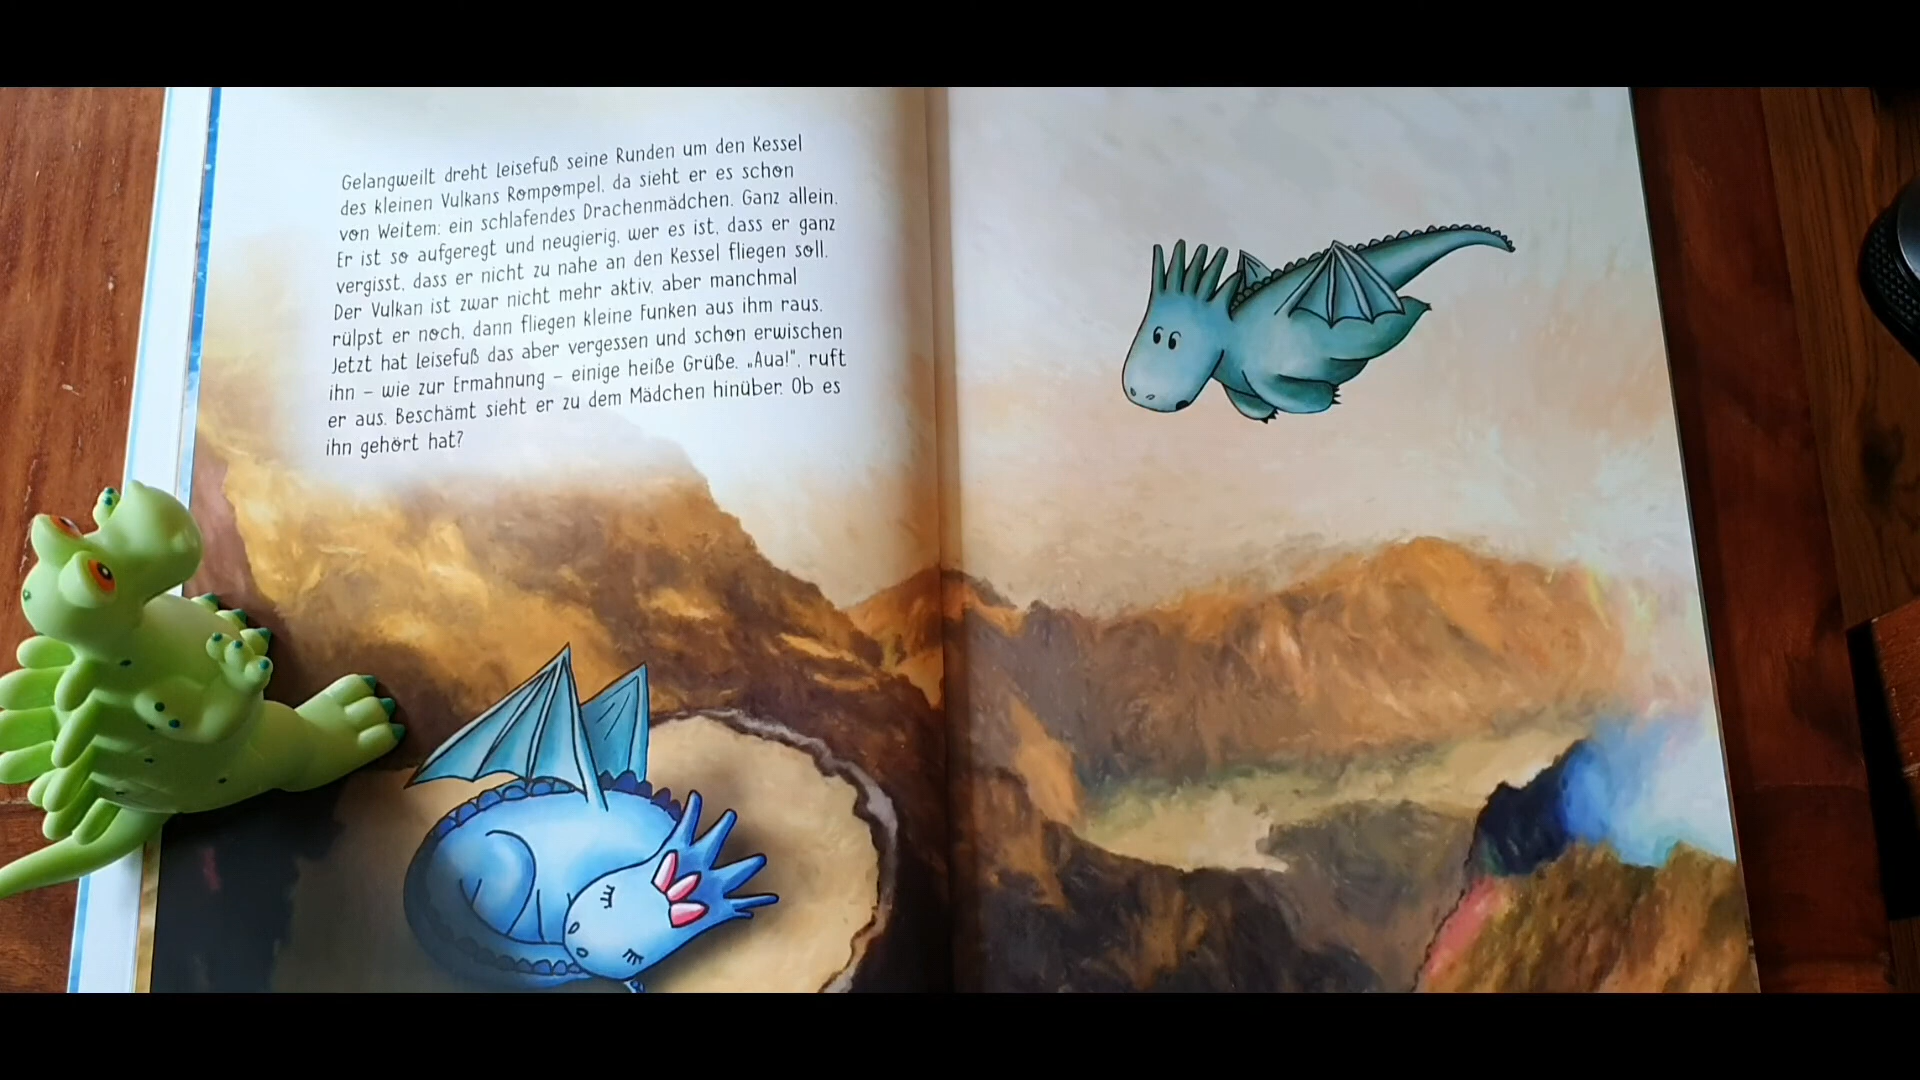 Gelangweilt dreht Leisefuß seine Runden um den Kessel
des kleinen Vulkans Rompompel, da sieht er es schon
von Weitem: ein schlafendes Drachenmädchen. Ganz allein.
Er ist so aufgeregt und neugierig, wer es ist, dass er ganz
vergisst, dass er nicht zu nahe an den Kessel fliegen soll.
Der Vulkan ist zwar nicht mehr aktiv, aber manchmal
rülpst er noch, dann fliegen kleine Funken aus ihm raus.
Jetzt hat Leisefuß das aber vergessen und schon erwischen
ihn – wie zur Ermahnung – einige heiße Grüße. „Aua!", ruft
er aus. Beschämt sieht er zu dem Mädchen hinüber. Ob es
ihn gehört hat?